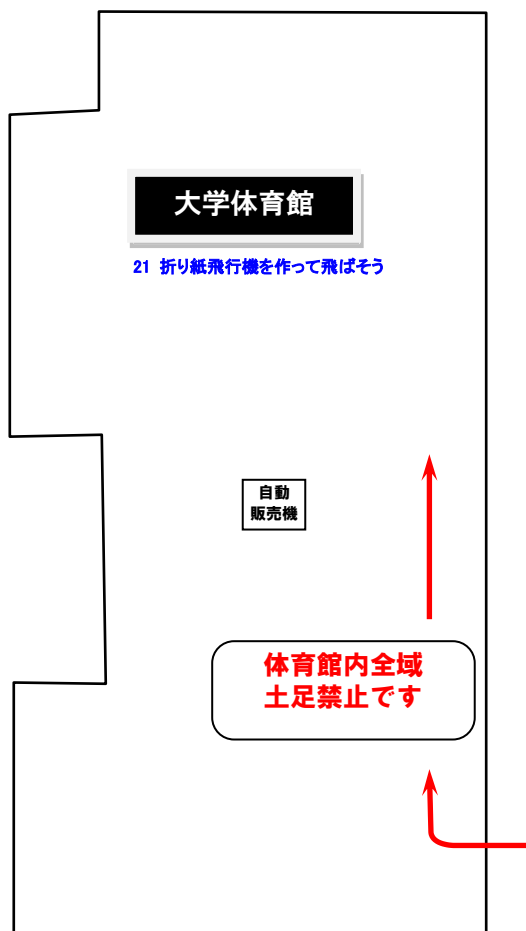 大学体育館
21 折り紙飛行機を作って飛ばそう
自動
販売機
体育館内全域
土足禁止です